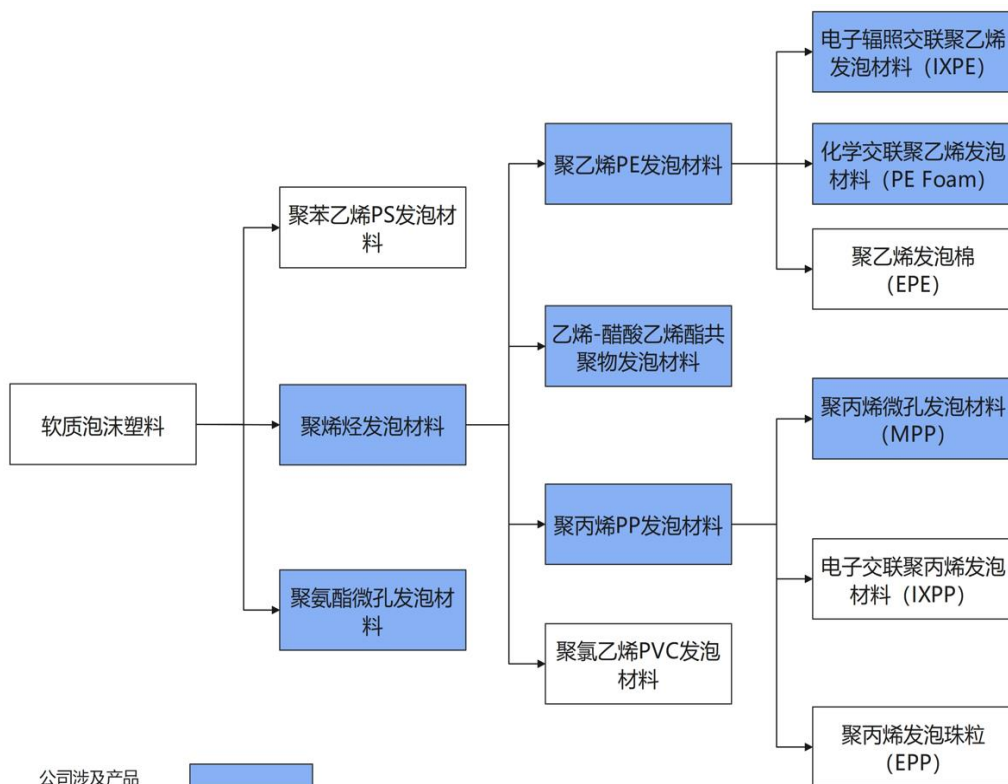 电子辐照交联聚乙烯
发泡材料（IXPE）
聚乙烯PE发泡材料
化学交联聚乙烯发泡
材料（PE Foam）
聚苯乙烯PS发泡材
料
聚乙烯发泡棉
（EPE）
乙烯-醋酸乙烯酯共
聚物发泡材料
软质泡沫塑料
聚烯烃发泡材料
聚丙烯微孔发泡材料
（MPP）
聚丙烯PP发泡材料
电子交联聚丙烯发泡
材料（IXPP）
聚氨酯微孔发泡材
料
聚氯乙烯PVC发泡
材料
聚丙烯发泡珠粒
（EPP）
公司涉及产品